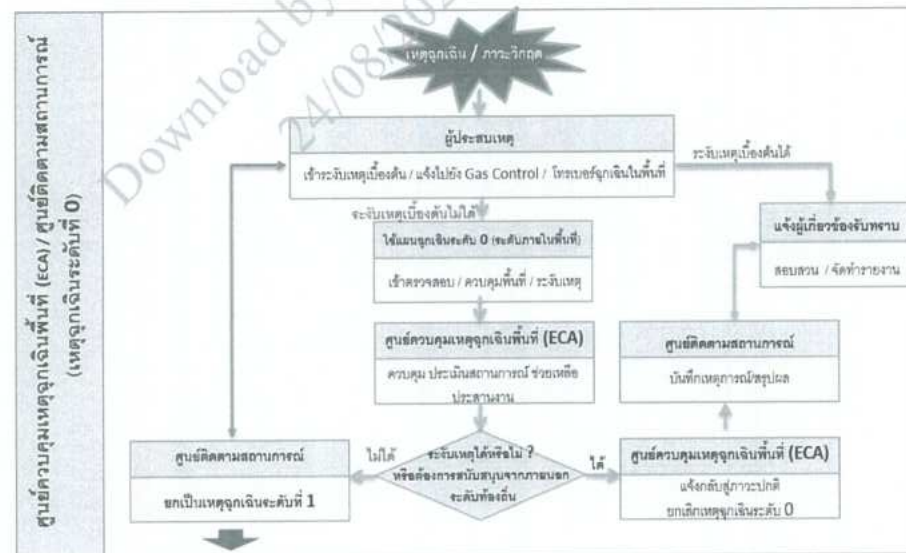 ศูนย์ควบคุมเหตุฉุกเฉินพื้นที่ (ECA) / ศูนย์ติดตามสถานการณ์
(เหตุฉุกเฉินระดับที่ 0)
Download by
24/08/202
เหตุฉุกเฉิน / ภาวะวิกฤต
ผู้ประสบเหตุ
เข้าระงับเหตุเบื้องต้น / แจ้งไปยัง Gas Control / โทรเบอร์ฉุกเฉินในพื้นที่
ระงับเหตุเบื้องต้นได้
ระงับเหตุเบื้องต้นไม่ได้
แจ้งผู้เกี่ยวข้องรับทราบ
สอบสวน / จัดทำรายงาน
ใช้แผนฉุกเฉินระดับ 0 (ระดับภายในพื้นที่)
เข้าตรวจสอบ / ควบคุมพื้นที่ / ระงับเหตุ
ศูนย์ควบคุมเหตุฉุกเฉินพื้นที่ (ECA)
ควบคุม ประเมินสถานการณ์ ช่วยเหลือ
ประสานงาน
ศูนย์ติดตามสถานการณ์
บันทึกเหตุการณ์/สรุปผล
ศูนย์ติดตามสถานการณ์
ยกเป็นเหตุฉุกเฉินระดับที่ 1
ไม่ได้
ระงับเหตุได้หรือไม่ ?
หรือต้องการสนับสนุนจากภายนอก
ระดับท้องถิ่น
ได้
ศูนย์ควบคุมเหตุฉุกเฉินพื้นที่ (ECA)
แจ้งกลับสู่ภาวะปกติ
ยกเลิกเหตุฉุกเฉินระดับ 0